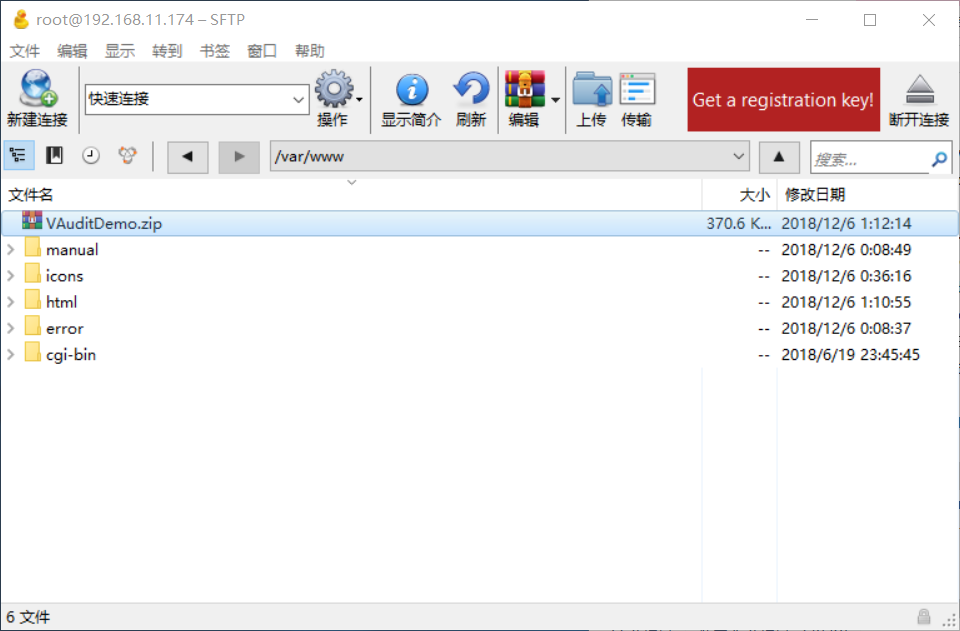 root@192.168.11.174 – SFTP
文件 编辑 显示 转到 书签 窗口 帮助
新建连接 快速连接 操作 显示简介 刷新 编辑 上传 传输 Get a registration key! 断开连接
/var/www 搜索...
文件名 大小 修改日期
VAuditDemo.zip 370.6 K... 2018/12/6 1:12:14
manual -- 2018/12/6 0:08:49
icons -- 2018/12/6 0:36:16
html -- 2018/12/6 1:10:55
error -- 2018/12/6 0:08:37
cgi-bin -- 2018/6/19 23:45:45
6 文件